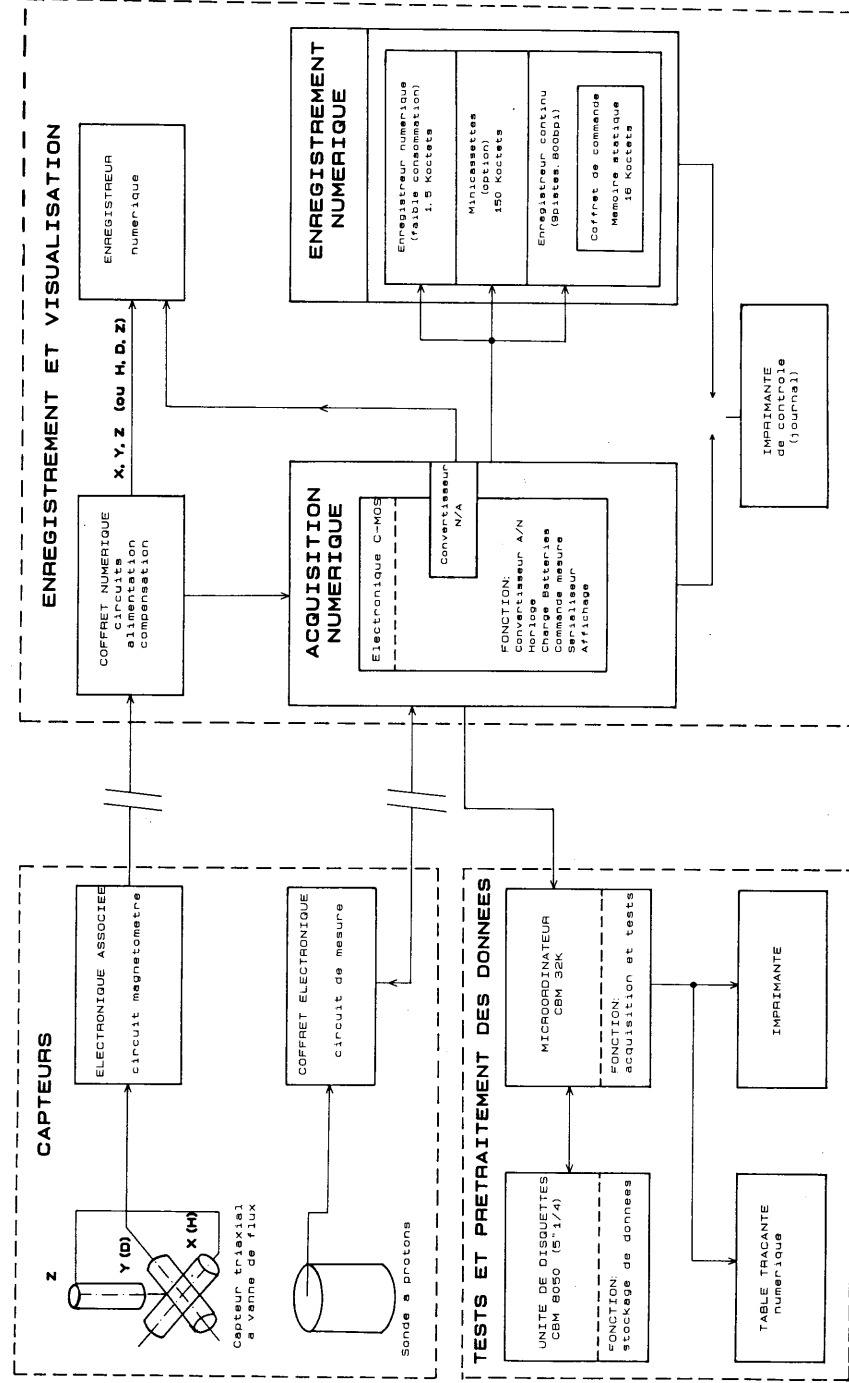 CAPTEURS
Z
Y (D)
X (H)
Capteur triaxial
a vanne de flux
ELECTRONIQUE ASSOCIEE
circuit magnetometre
Sonde a protons
COFFRET ELECTRONIQUE
circuit de mesure
TESTS ET PRETRAITEMENT DES DONNEES
UNITE DE DISQUETTES
CBM 8050 (5"1/4)
FONCTION:
stockage de donnees
MICROORDINATEUR
CBM 32K
FONCTION:
acquisition et tests
TABLE TRACANTE
numerique
IMPRIMANTE
ENREGISTREMENT ET VISUALISATION
COFFRET NUMERIQUE
circuits
alimentation
compensation
X, Y, Z (ou H, D, Z)
ENREGISTREUR
numerique
ACQUISITION
NUMERIQUE
Electronique C-MOS
Convertisseur
N/A
FONCTION:
Convertisseur A/N
Horloge
Charge Batteries
Commande mesure
Serialiseur
Affichage
ENREGISTREMENT
NUMERIQUE
Enregistreur numerique
(faible consommation)
1.5 Koctets
Minicassettes
(option)
150 Koctets
Enregistreur continu
(9pistes.800bpi)
Coffret de commande
Memoire statique
16 Koctets
IMPRIMANTE
de controle
(journal)